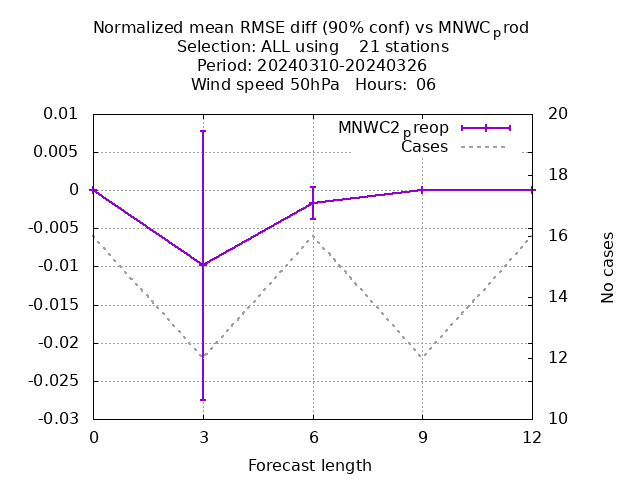 Normalized mean RMSE diff (90% conf) vs MNWCprod
Selection: ALL using    21 stations
Period: 20240310-20240326
Wind speed 50hPa   Hours:  06
MNWC2preop
Cases
0.01
0.005
0
-0.005
-0.01
-0.015
-0.02
-0.025
-0.03
20
18
16
14
12
10
No cases
0 3 6 9 12
Forecast length